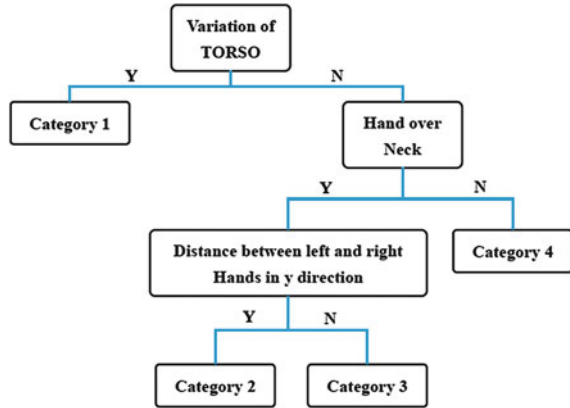 Variation of
TORSO
Y
N
Category 1
Hand over
Neck
Y
N
Distance between left and right
Hands in y direction
Category 4
Y
N
Category 2
Category 3